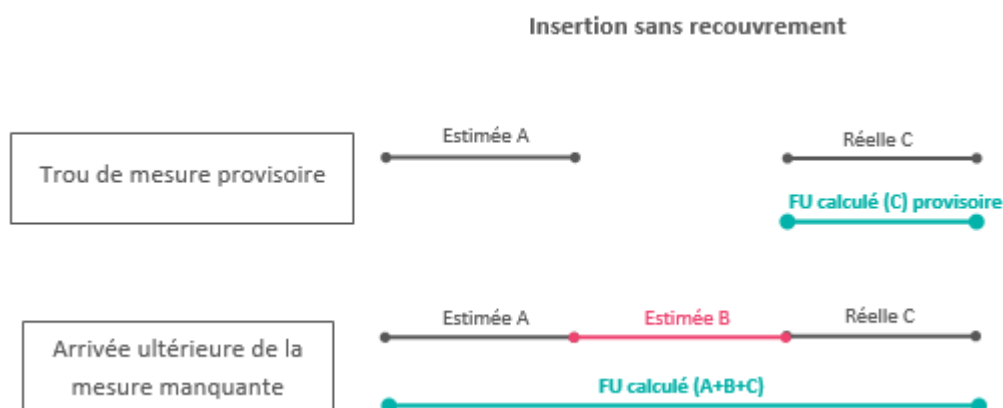 Insertion sans recouvrement
Estimée A
Réelle C
Trou de mesure provisoire
FU calculé (C) provisoire
Estimée A
Estimée B
Réelle C
Arrivée ultérieure de la
mesure manquante
FU calculé (A+B+C)